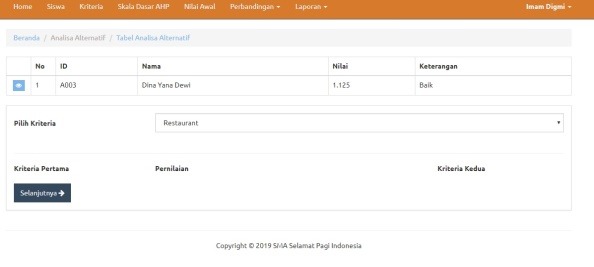 Home Siswa Kriteria Skala Dasar AHP Nilai Awal Perbandingan Laporan Imam Digmi
Beranda / Analisa Alternatif / Tabel Analisa Alternatif
No ID Nama Nilai Keterangan
1 A003 Dina Yana Dewi 1.125 Baik
Pilih Kriteria Restaurant
Kriteria Pertama Pernilaian Kriteria Kedua
Selanjutnya →
Copyright © 2019 SMA Selamat Pagi Indonesia